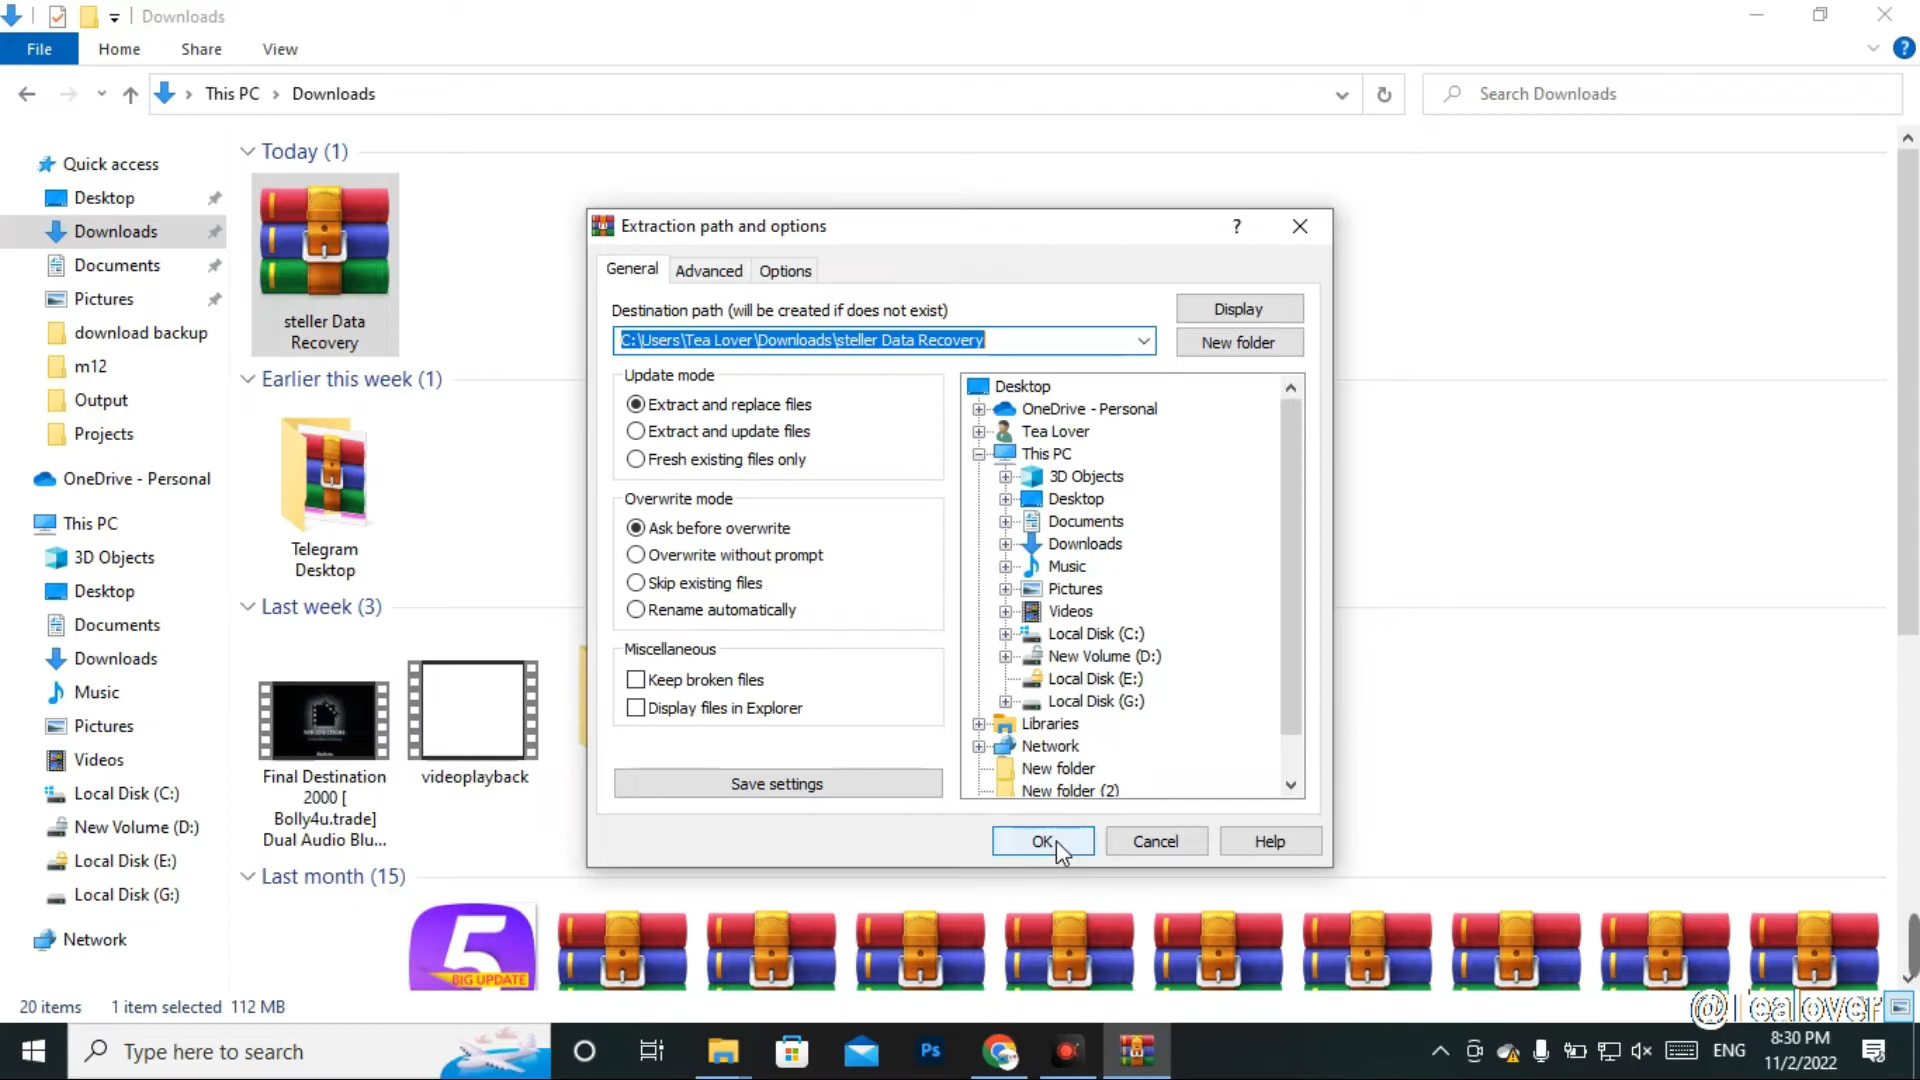 Downloads
File
Home
Share
View
This PC
Downloads
Search Downloads
Quick access
Desktop
Downloads
Documents
Pictures
download backup
m12
Output
Projects
OneDrive - Personal
This PC
3D Objects
Desktop
Documents
Downloads
Music
Pictures
Videos
Local Disk (C:)
New Volume (D:)
Local Disk (E:)
Local Disk (G:)
Network
Today (1)
steller Data
Recovery
Earlier this week (1)
Telegram
Desktop
Last week (3)
Final Destination
2000 [
Bolly4u.trade]
Dual Audio Blu...
videoplayback
Last month (15)
5
BIG UPDATE
Extraction path and options
?
General
Advanced
Options
Destination path (will be created if does not exist)
C:\Users\Tea Lover\Downloads\steller Data Recovery
Display
New folder
Update mode
Extract and replace files
Extract and update files
Fresh existing files only
Overwrite mode
Ask before overwrite
Overwrite without prompt
Skip existing files
Rename automatically
Miscellaneous
Keep broken files
Display files in Explorer
Save settings
Desktop
OneDrive - Personal
Tea Lover
This PC
3D Objects
Desktop
Documents
Downloads
Music
Pictures
Videos
Local Disk (C:)
New Volume (D:)
Local Disk (E:)
Local Disk (G:)
Libraries
Network
New folder
New folder (2)
OK
Cancel
Help
20 items
1 item selected 112 MB
@Tealover
Type here to search
Ps
ENG
8:30 PM
11/2/2022